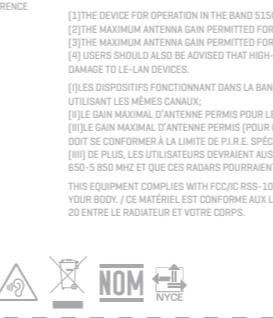 RENCE
[1]THE DEVICE FOR OPERATION IN THE BAND 515
[2]THE MAXIMUM ANTENNA GAIN PERMITTED FOR
[3]THE MAXIMUM ANTENNA GAIN PERMITTED FOR
[4] USERS SHOULD ALSO BE ADVISED THAT HIGH-
DAMAGE TO LE-LAN DEVICES.
[I]LES DISPOSITIFS FONCTIONNANT DANS LA BAN
UTILISANT LES MÊMES CANAUX;
[II]LE GAIN MAXIMAL D'ANTENNE PERMIS POUR LE
[III]LE GAIN MAXIMAL D'ANTENNE PERMIS (POUR
DOIT SE CONFORMER À LA LIMITE DE P.I.R.E. SPÉC
[IIII] DE PLUS, LES UTILISATEURS DEVRAIENT AUS
650-5 850 MHZ ET QUE CES RADARS POURRAIEN
THIS EQUIPMENT COMPLIES WITH FCC/IC RSS-10
YOUR BODY. / CE MATÉRIEL EST CONFORME AUX L
20 ENTRE LE RADIATEUR ET VOTRE CORPS.
NOM
NYCE